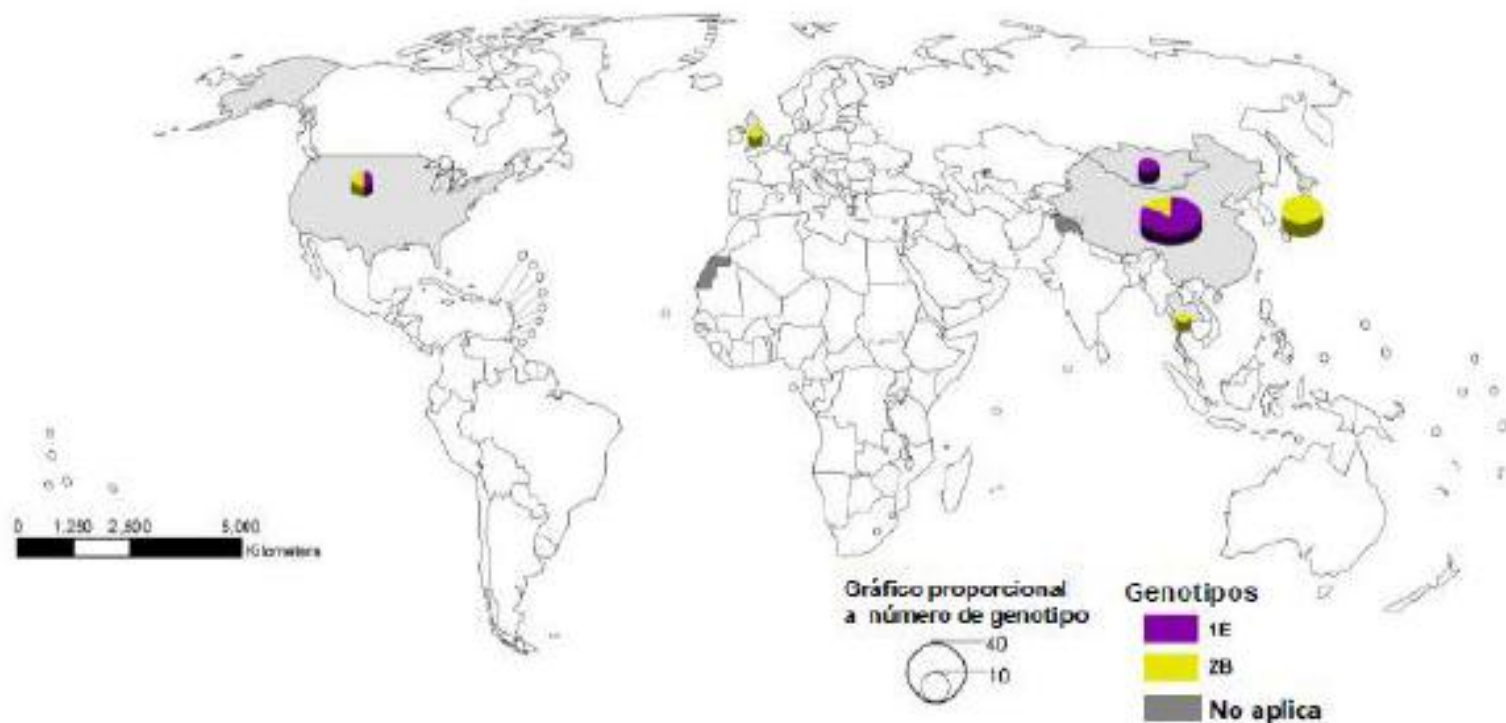 0 1,250 2,500 5,000
Kilometers
Gráfico proporcional
a número de genotipo
40
10
Genotipos
1E
2B
No aplica